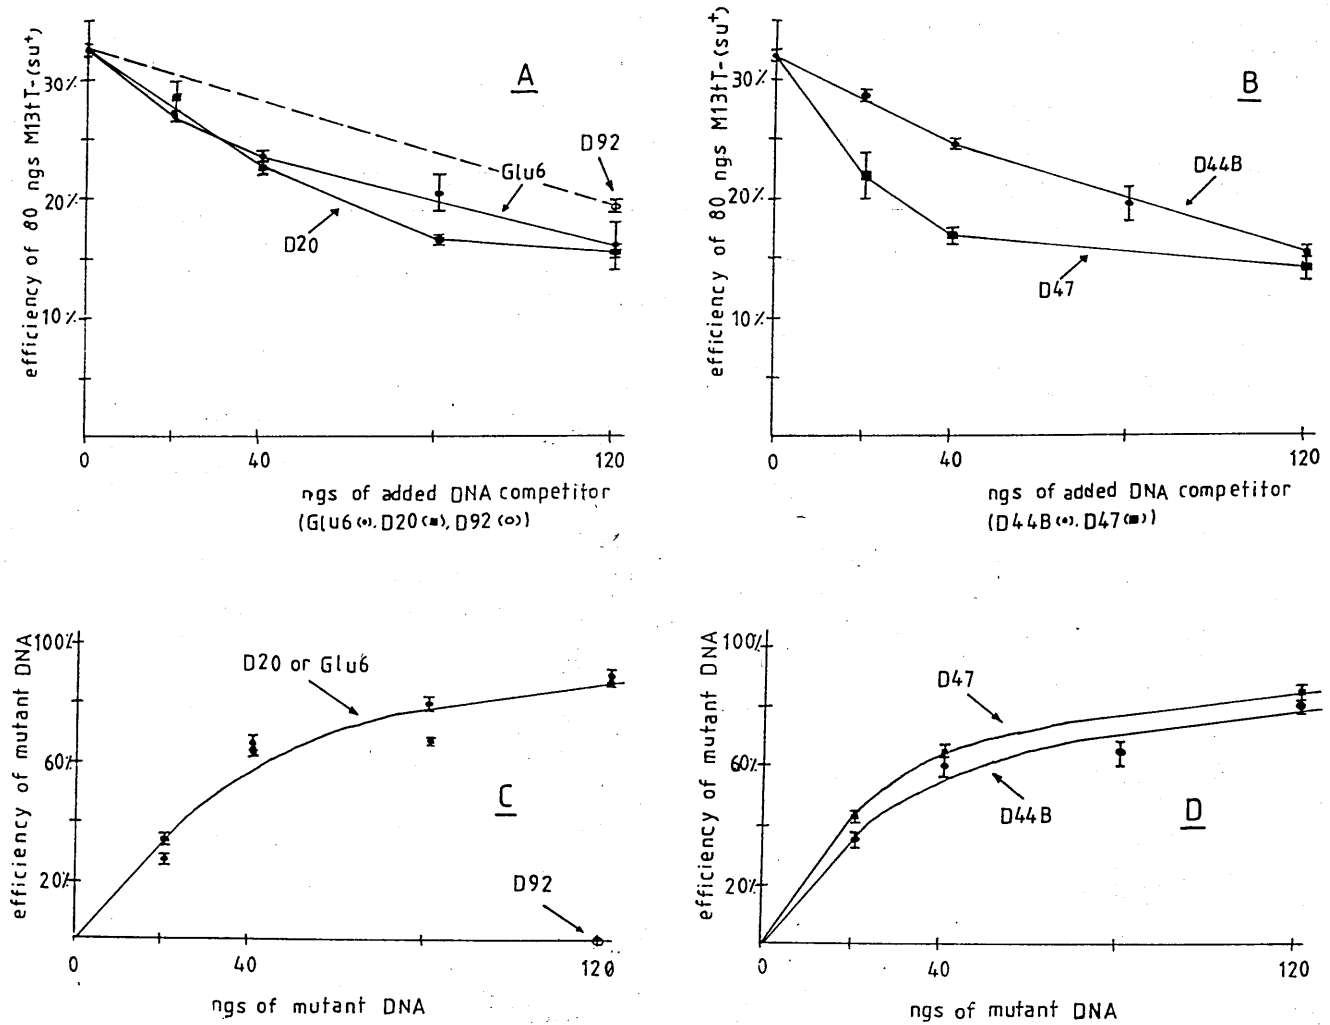 efficiency of 80 ngs M13tT-(su⁺)
30%
20%
10%
A
D92
Glu6
D20
0 40 120
ngs of added DNA competitor
(Glu6(•). D20(■), D92(○))
efficiency of 80 ngs M13tT-(su⁺)
30%
20%
10%
B
D44B
D47
0 40 120
ngs of added DNA competitor
(D44B(•). D47(■))
efficiency of mutant DNA
100%
60%
20%
D20 or Glu6
C
D92
0 40 120
ngs of mutant DNA
efficiency of mutant DNA
100%
60%
20%
D47
D44B
D
0 40 120
ngs of mutant DNA